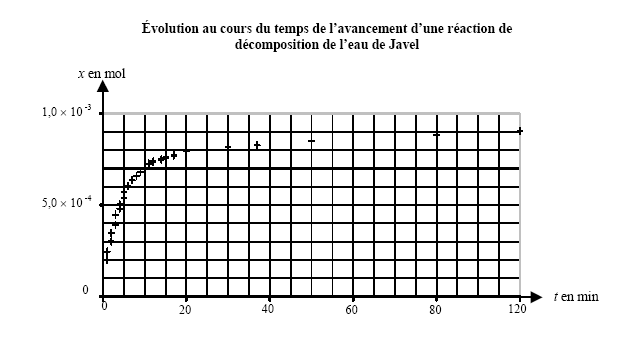 Évolution au cours du temps de l'avancement d'une réaction de
décomposition de l'eau de Javel
x en mol
1,0 × 10⁻³
5,0 × 10⁻⁴
0
0 20 40 60 80 100 120
t en min